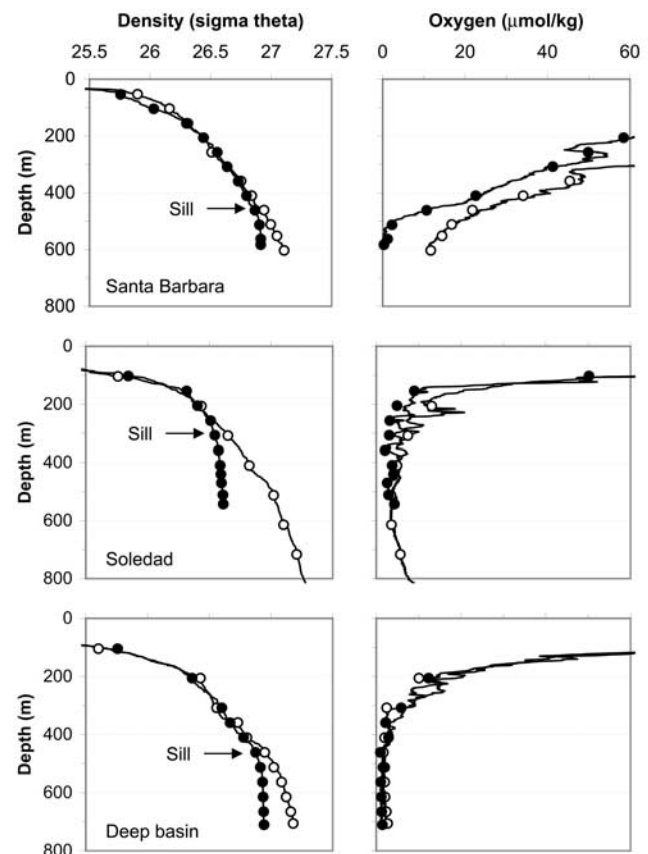 Density (sigma theta) Oxygen (μmol/kg)
25.5 26 26.5 27 27.5 0 20 40 60
0
200
400
600
800
Depth (m)
Sill
Santa Barbara
0
200
400
600
800
Depth (m)
Sill
Soledad
0
200
400
600
800
Depth (m)
Sill
Deep basin